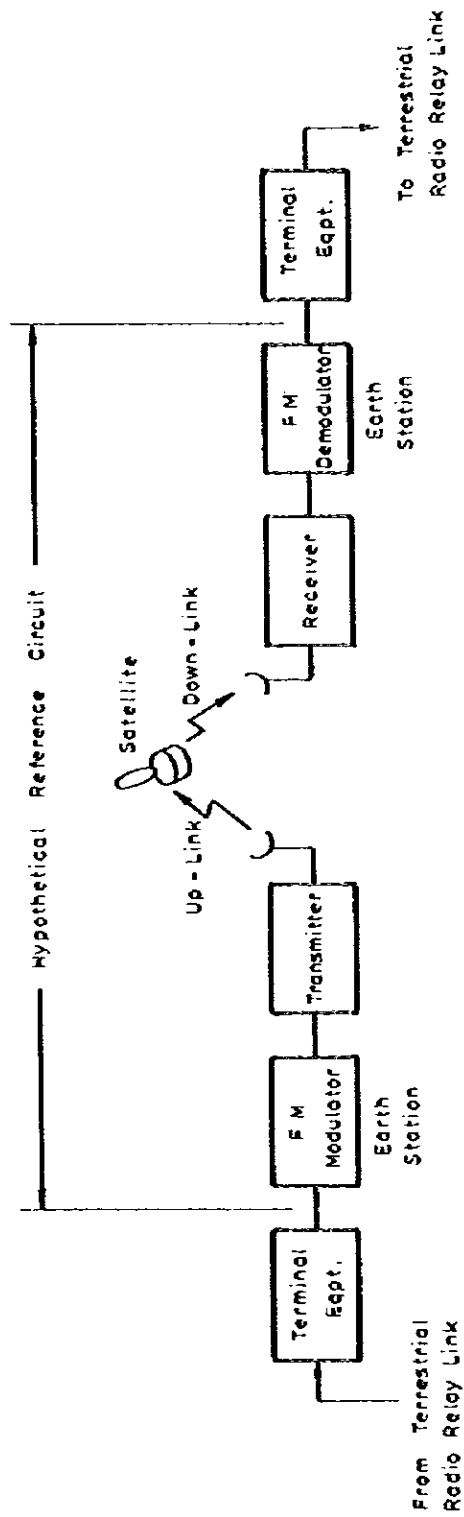 Hypothetical Reference Circuit
Satellite
Up-Link
Down-Link
Terminal
Eqpt.
FM
Modulator
Transmitter
Receiver
FM
Demodulator
Terminal
Eqpt.
Earth
Station
Earth
Station
From Terrestrial
Radio Relay Link
To Terrestrial
Radio Relay Link